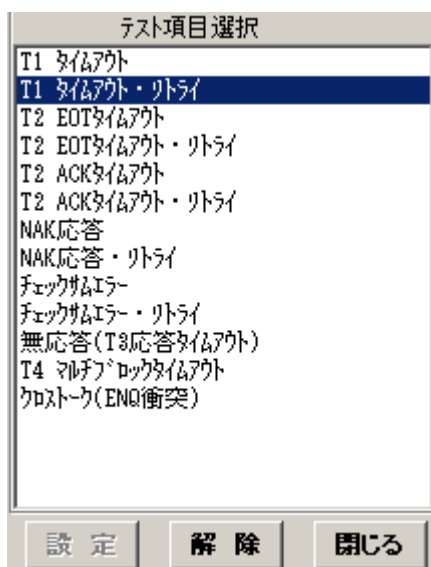 テスト項目選択
T1 ﾀｲﾑｱｳﾄ
T1 ﾀｲﾑｱｳﾄ・ﾘﾄﾗｲ
T2 EOTﾀｲﾑｱｳﾄ
T2 EOTﾀｲﾑｱｳﾄ・ﾘﾄﾗｲ
T2 ACKﾀｲﾑｱｳﾄ
T2 ACKﾀｲﾑｱｳﾄ・ﾘﾄﾗｲ
NAK応答
NAK応答・ﾘﾄﾗｲ
ﾁｪｯｸｻﾑｴﾗｰ
ﾁｪｯｸｻﾑｴﾗｰ・ﾘﾄﾗｲ
無応答(T3応答ﾀｲﾑｱｳﾄ)
T4 ﾏﾙﾁﾌﾞﾛｯｸﾀｲﾑｱｳﾄ
ｸﾛｽﾄｰｸ(ENQ衝突)
設 定 解 除 閉じる